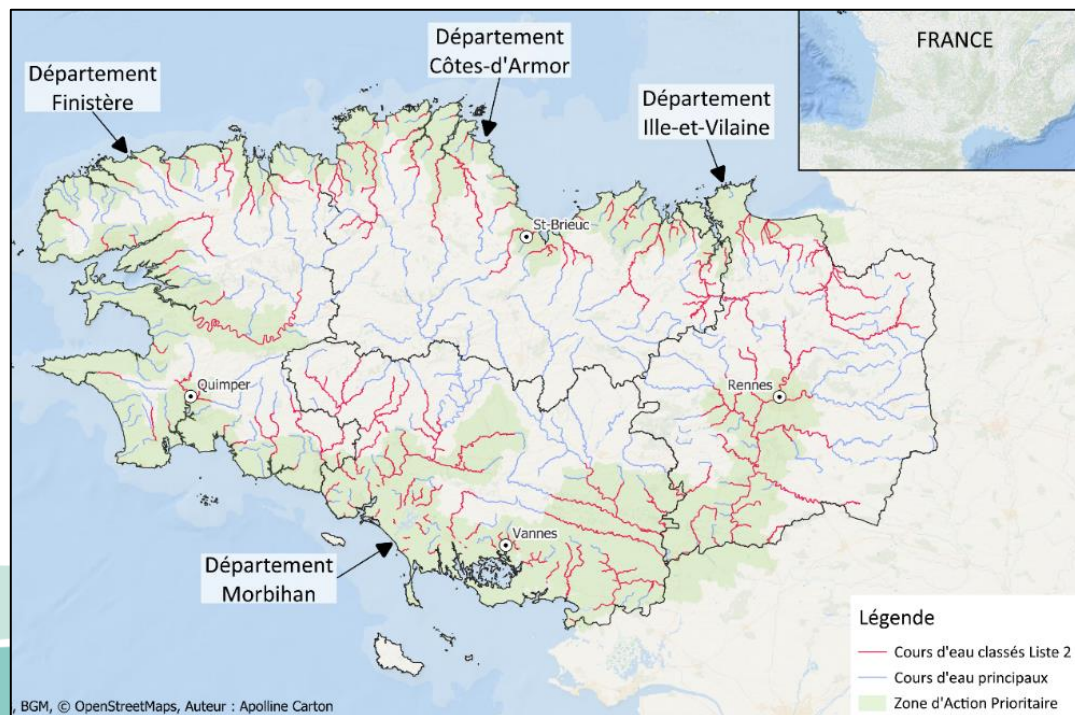 Département
Finistère
Département
Côtes-d'Armor
Département
Ille-et-Vilaine
FRANCE
St-Brieuc
Quimper
Rennes
Vannes
Département
Morbihan
Légende
Cours d'eau classés Liste 2
Cours d'eau principaux
Zone d'Action Prioritaire
, BGM, © OpenStreetMaps, Auteur : Apolline Carton